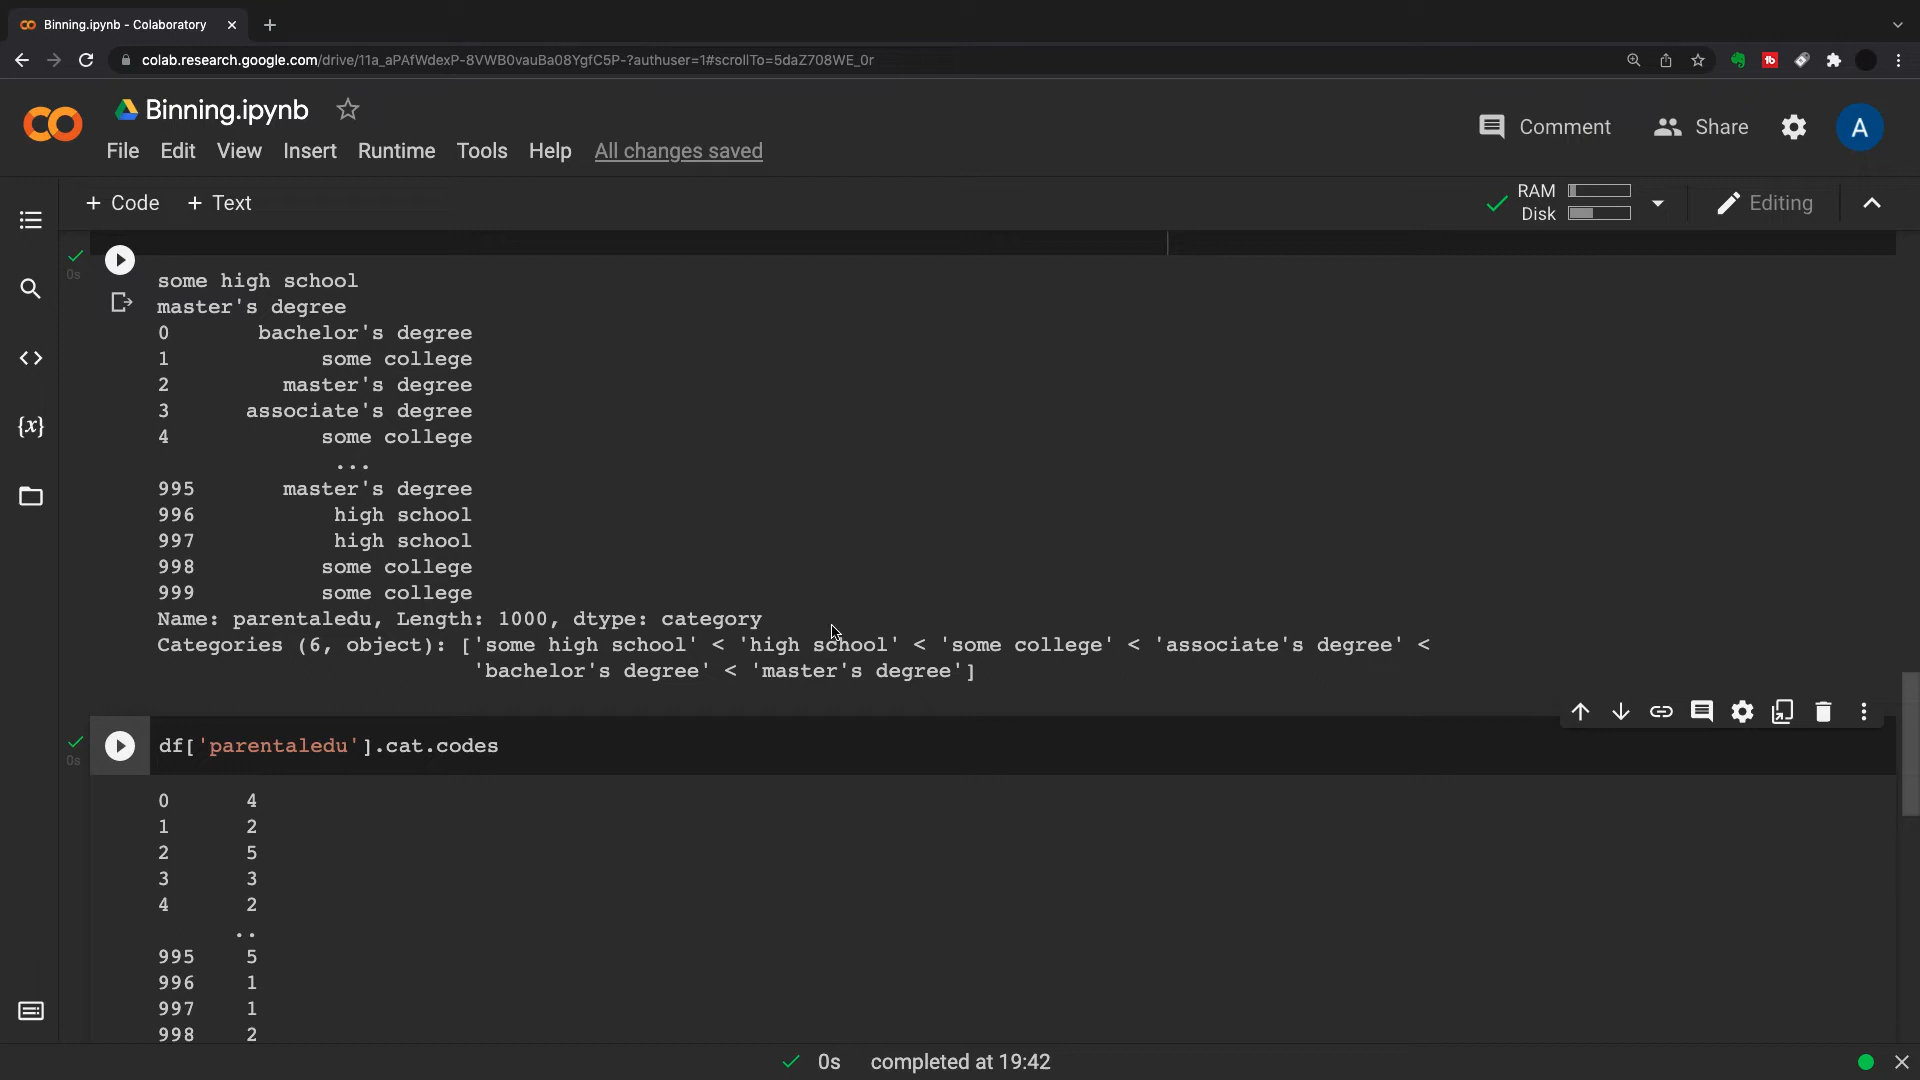 Binning.ipynb - Colaboratory
colab.research.google.com/drive/11a_aPAfWdexP-8VWB0vauBa08YgfC5P-?authuser=1#scrollTo=5daZ708WE_0r
Binning.ipynb
Comment
Share
A
File Edit View Insert Runtime Tools Help All changes saved
+ Code + Text
RAM
Disk
Editing
0s
some high school
master's degree
0 bachelor's degree
1 some college
2 master's degree
3 associate's degree
4 some college
...
995 master's degree
996 high school
997 high school
998 some college
999 some college
Name: parentaledu, Length: 1000, dtype: category
Categories (6, object): ['some high school' < 'high school' < 'some college' < 'associate's degree' <
'bachelor's degree' < 'master's degree']
0s
df['parentaledu'].cat.codes
0 4
1 2
2 5
3 3
4 2
..
995 5
996 1
997 1
998 2
0s completed at 19:42